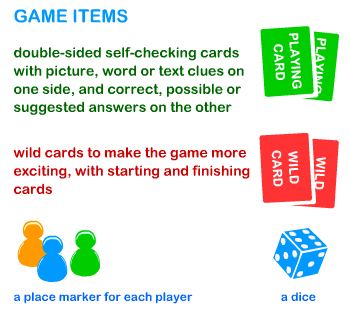 GAME ITEMS
double-sided self-checking cards
with picture, word or text clues on
one side, and correct, possible or
suggested answers on the other
PLAYING
CARD
PLAYING
wild cards to make the game more
exciting, with starting and finishing
cards
WILD
CARD
WILD
a place marker for each player
a dice